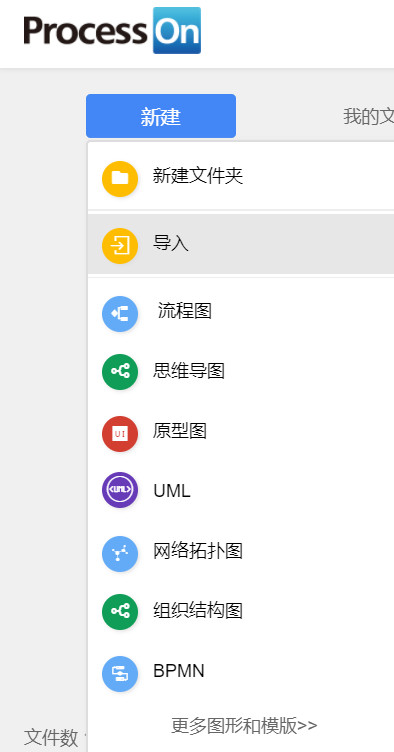 ProcessOn
新建
我的文
新建文件夹
导入
流程图
思维导图
UI
原型图
<UML>
UML
网络拓扑图
组织结构图
BPMN
更多图形和模版>>
文件数